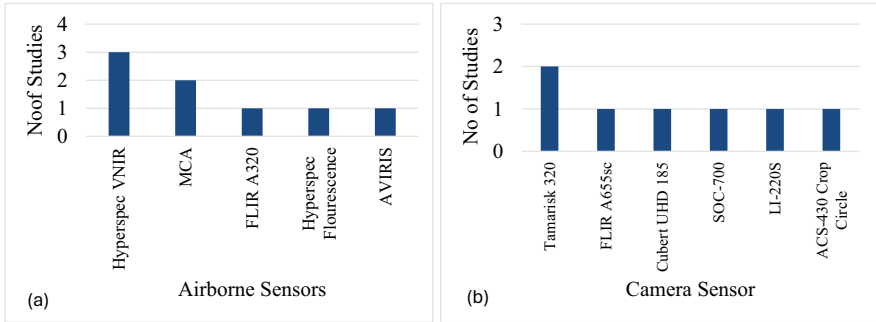 Noof Studies
4
3
2
1
0
Hyperspec VNIR
MCA
FLIR A320
Hyperspec
Flourescence
AVIRIS
(a)
Airborne Sensors
No of Studies
3
2
1
0
Tamarisk 320
FLIR A655sc
Cubert UHD 185
SOC-700
LI-220S
ACS-430 Crop
Circle
(b)
Camera Sensor